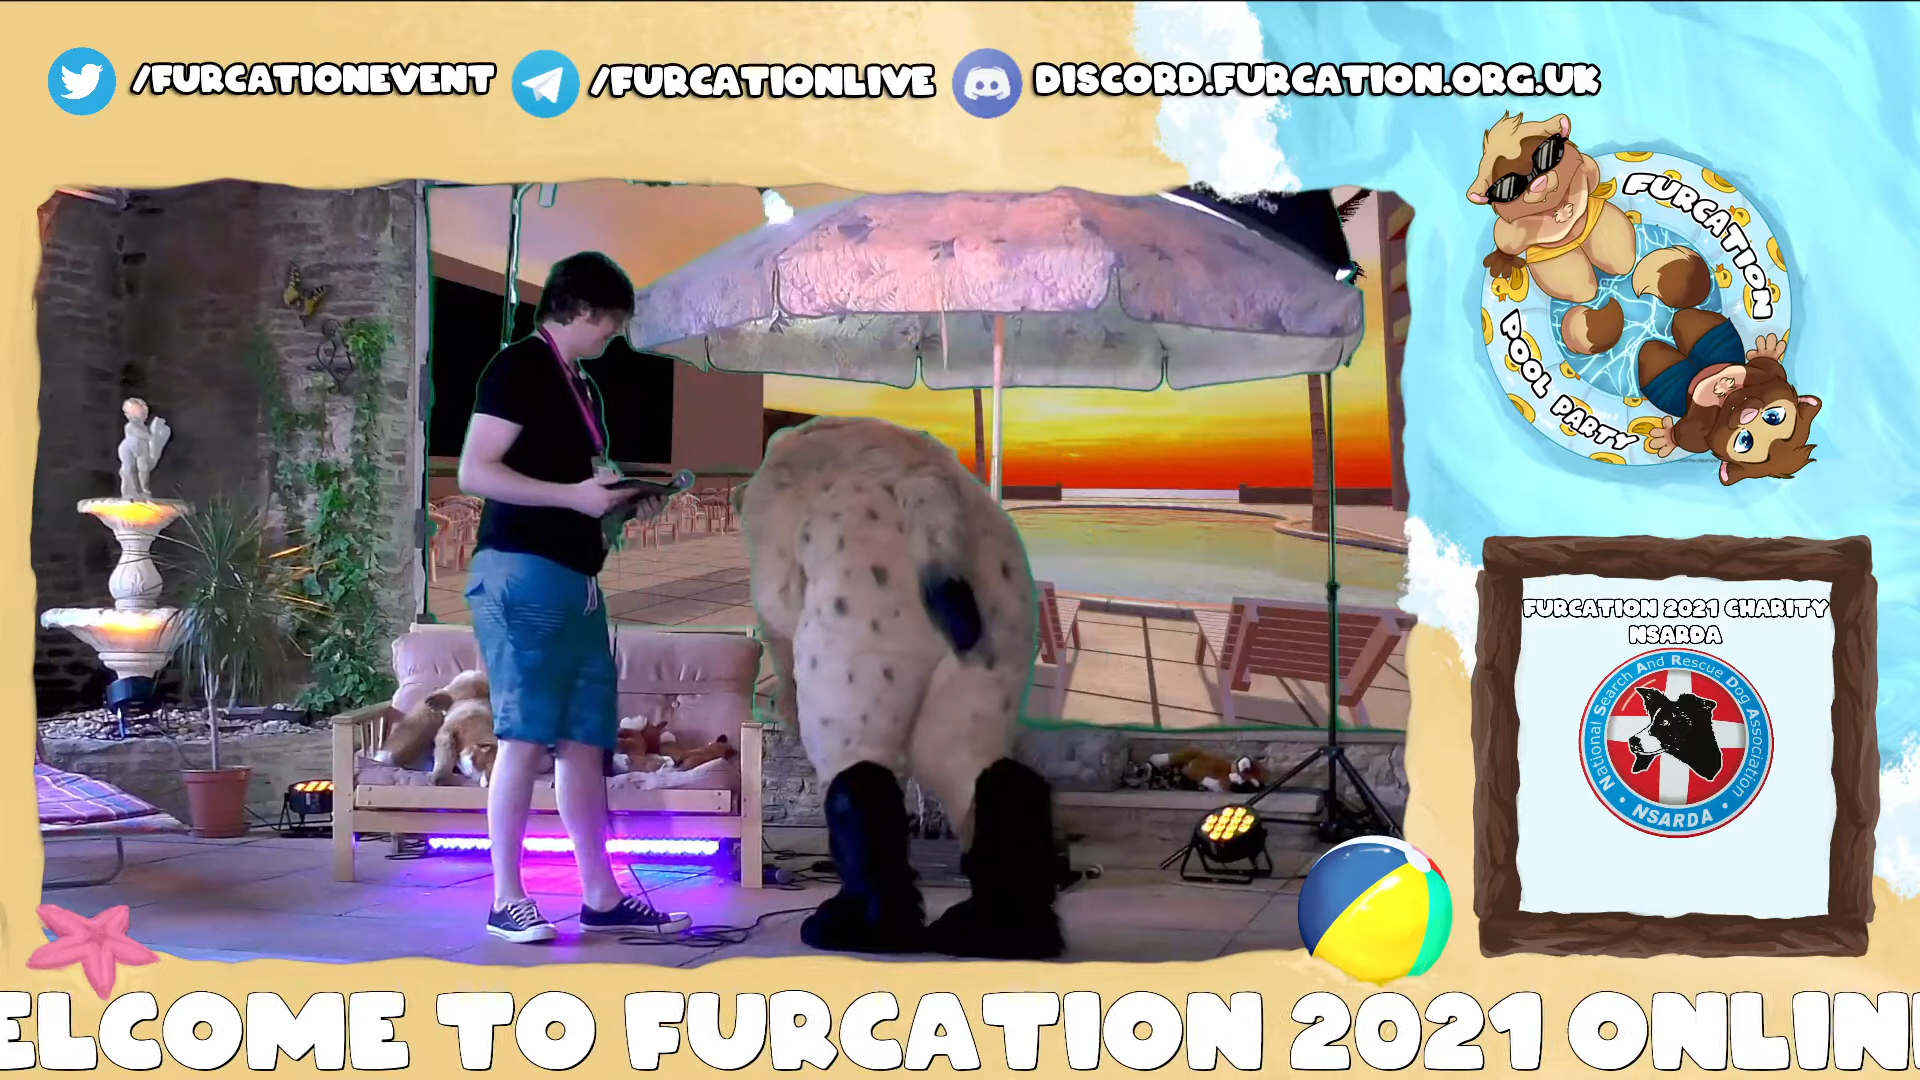 /FURCATIONEVENT
/FURCATIONLIVE
DISCORD.FURCATION.ORG.UK
FURCATION
POOL PARTY
FURCATION 2021 CHARITY
NSARDA
National Search And Rescue Dog Association
• NSARDA •
ELCOME TO FURCATION 2021 ONLIN